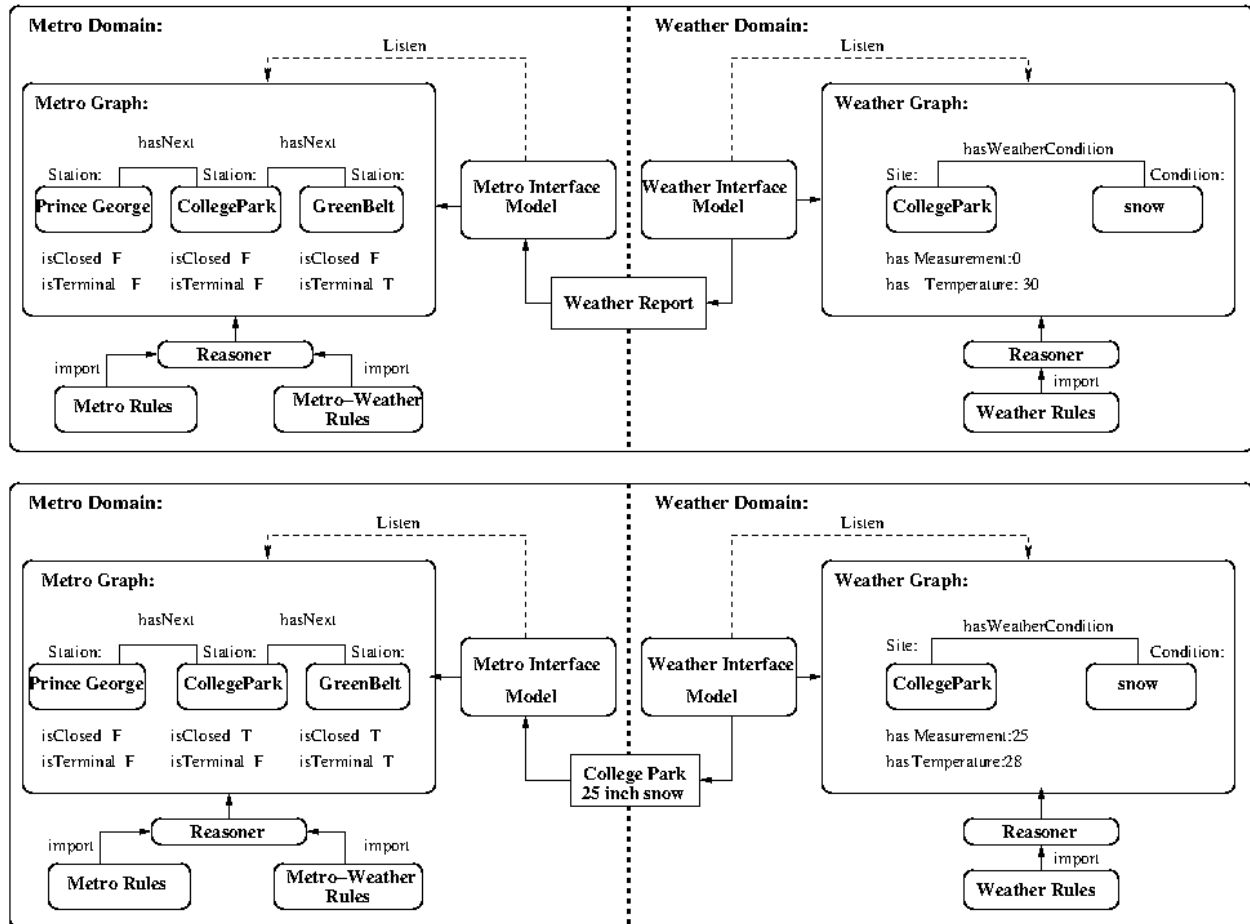 Metro Domain:
Weather Domain:
Listen
Listen
Metro Graph:
Weather Graph:
hasNext
hasNext
hasWeatherCondition
Station:
Station:
Station:
Site:
Condition:
Prince George
CollegePark
GreenBelt
Metro Interface
Model
Weather Interface
Model
CollegePark
snow
isClosed F
isClosed F
isClosed F
isTerminal F
isTerminal F
isTerminal T
has Measurement:0
has Temperature: 30
Weather Report
Reasoner
Reasoner
import
import
import
Metro Rules
Metro–Weather
Rules
Weather Rules
Metro Domain:
Weather Domain:
Listen
Listen
Metro Graph:
Weather Graph:
hasNext
hasNext
hasWeatherCondition
Station:
Station:
Station:
Site:
Condition:
Prince George
CollegePark
GreenBelt
Metro Interface
Model
Weather Interface
Model
CollegePark
snow
isClosed F
isClosed T
isClosed T
isTerminal F
isTerminal F
isTerminal T
has Measurement:25
has Temperature:28
College Park
25 inch snow
Reasoner
Reasoner
import
import
import
Metro Rules
Metro–Weather
Rules
Weather Rules